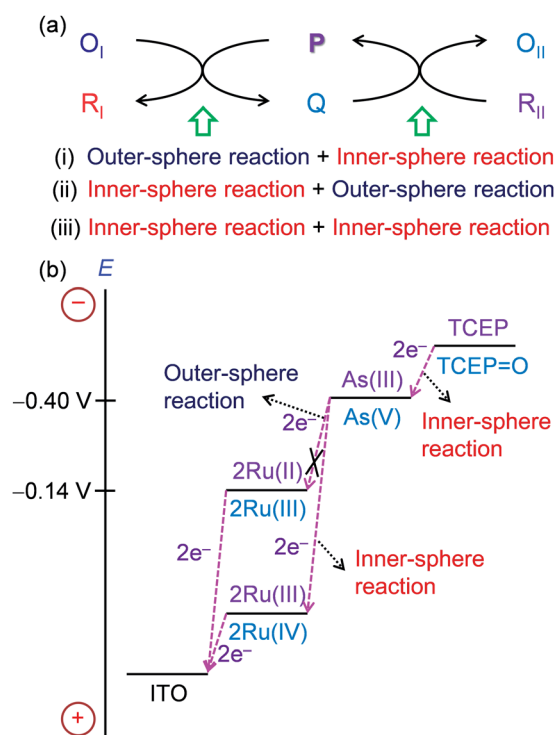 (a)
O_I P O_II
R_I Q R_II
(i) Outer-sphere reaction + Inner-sphere reaction
(ii) Inner-sphere reaction + Outer-sphere reaction
(iii) Inner-sphere reaction + Inner-sphere reaction
(b) E
−
TCEP
2e⁻
TCEP=O
Outer-sphere
reaction
As(III)
−0.40 V
2e⁻
As(V)
Inner-sphere
reaction
2Ru(II)
−0.14 V
2Ru(III)
2e⁻
2e⁻
Inner-sphere
reaction
2Ru(III)
2Ru(IV)
2e⁻
ITO
+